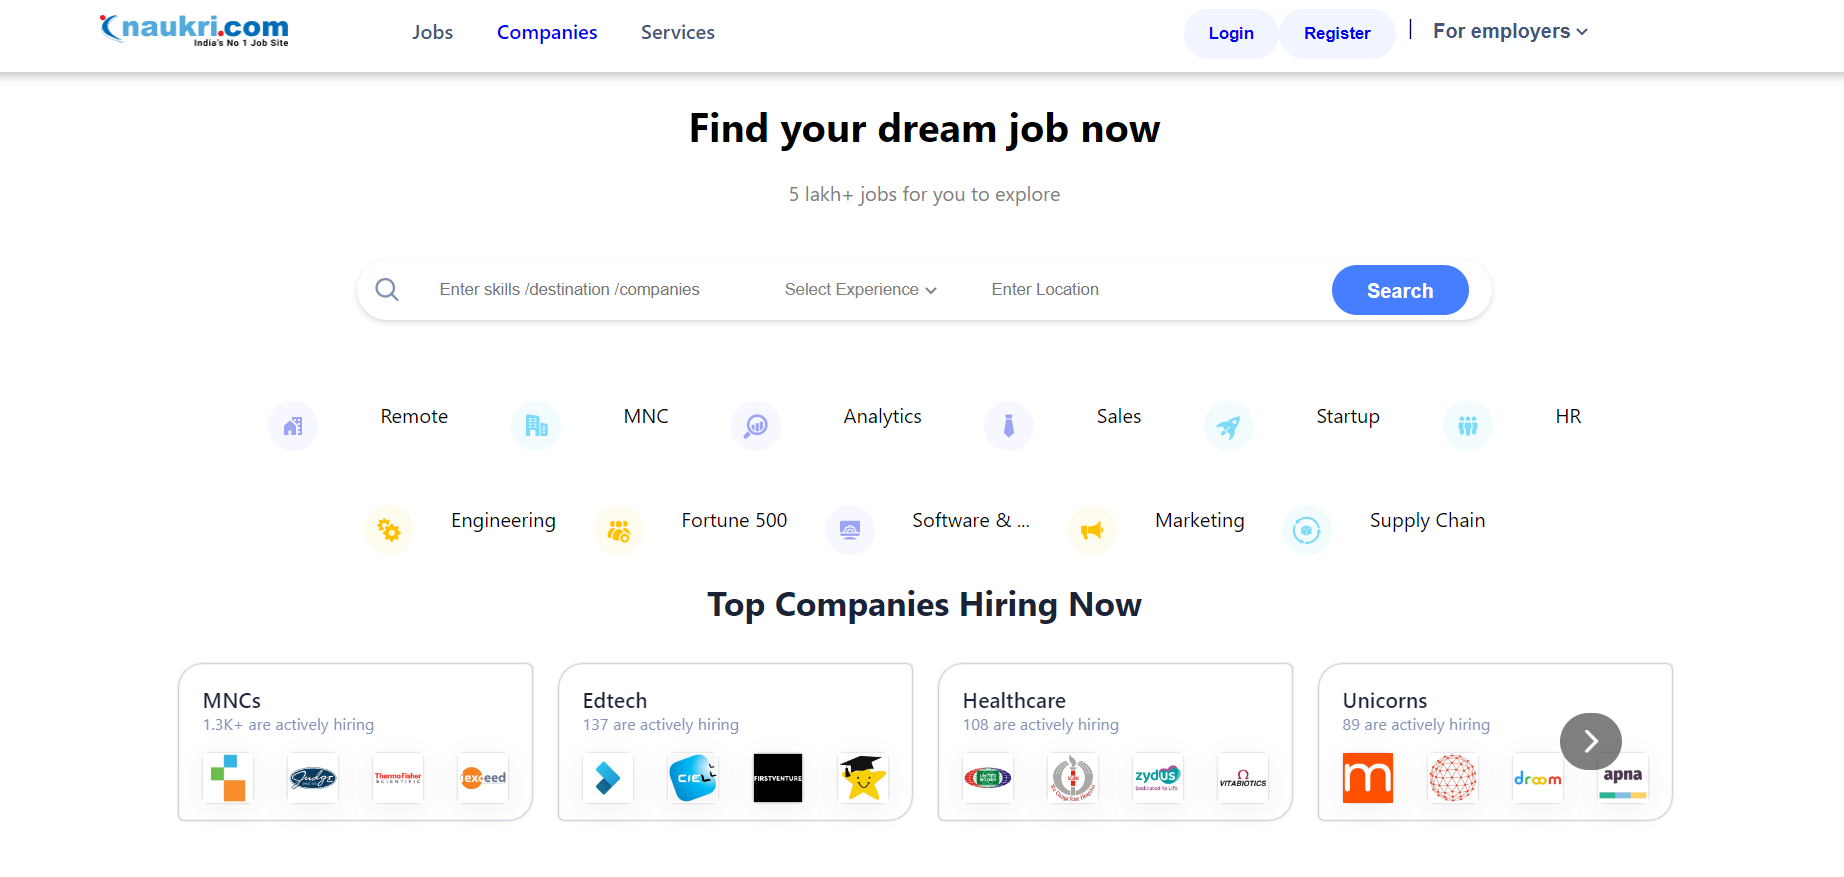 naukri.com
India's No 1 Job Site
Jobs Companies Services Login Register | For employers
Find your dream job now
5 lakh+ jobs for you to explore
Enter skills /destination /companies Select Experience Enter Location Search
Remote MNC Analytics Sales Startup HR
Engineering Fortune 500 Software & ... Marketing Supply Chain
Top Companies Hiring Now
MNCs
1.3K+ are actively hiring
Judge ThermoFisher SCIENTIFIC iexceed
Edtech
137 are actively hiring
CIEL FIRSTVENTURE
Healthcare
108 are actively hiring
zydus Dedicated To Life VITABIOTICS
Unicorns
89 are actively hiring
m droom apna